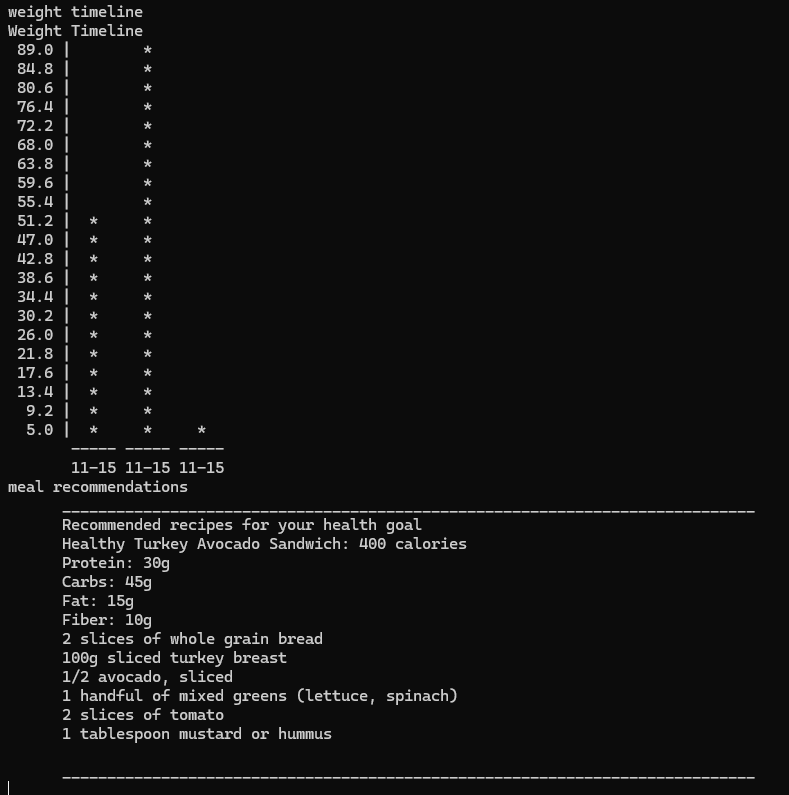 weight timeline
Weight Timeline
89.0 |        *
84.8 |        *
80.6 |        *
76.4 |        *
72.2 |        *
68.0 |        *
63.8 |        *
59.6 |        *
55.4 |        *
51.2 |  *     *
47.0 |  *     *
42.8 |  *     *
38.6 |  *     *
34.4 |  *     *
30.2 |  *     *
26.0 |  *     *
21.8 |  *     *
17.6 |  *     *
13.4 |  *     *
9.2 |  *     *
5.0 |  *     *     *
----- ----- -----
11-15 11-15 11-15
meal recommendations
_____________________________________________________________________________
Recommended recipes for your health goal
Healthy Turkey Avocado Sandwich: 400 calories
Protein: 30g
Carbs: 45g
Fat: 15g
Fiber: 10g
2 slices of whole grain bread
100g sliced turkey breast
1/2 avocado, sliced
1 handful of mixed greens (lettuce, spinach)
2 slices of tomato
1 tablespoon mustard or hummus
_____________________________________________________________________________